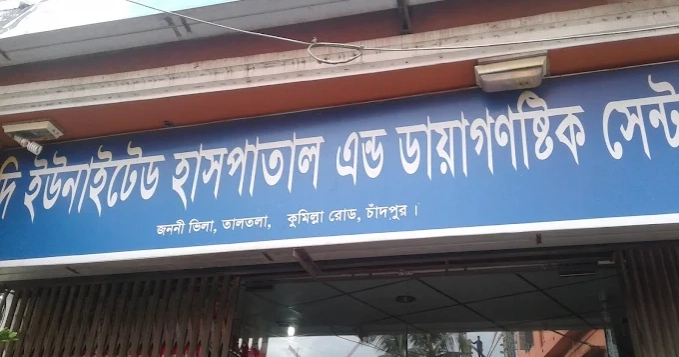 দি ইউনাইটেড হাসপাতাল এন্ড ডায়াগণষ্টিক সেন্ট
জননী ভিলা, তালতলা, কুমিল্লা রোড, চাঁদপুর।